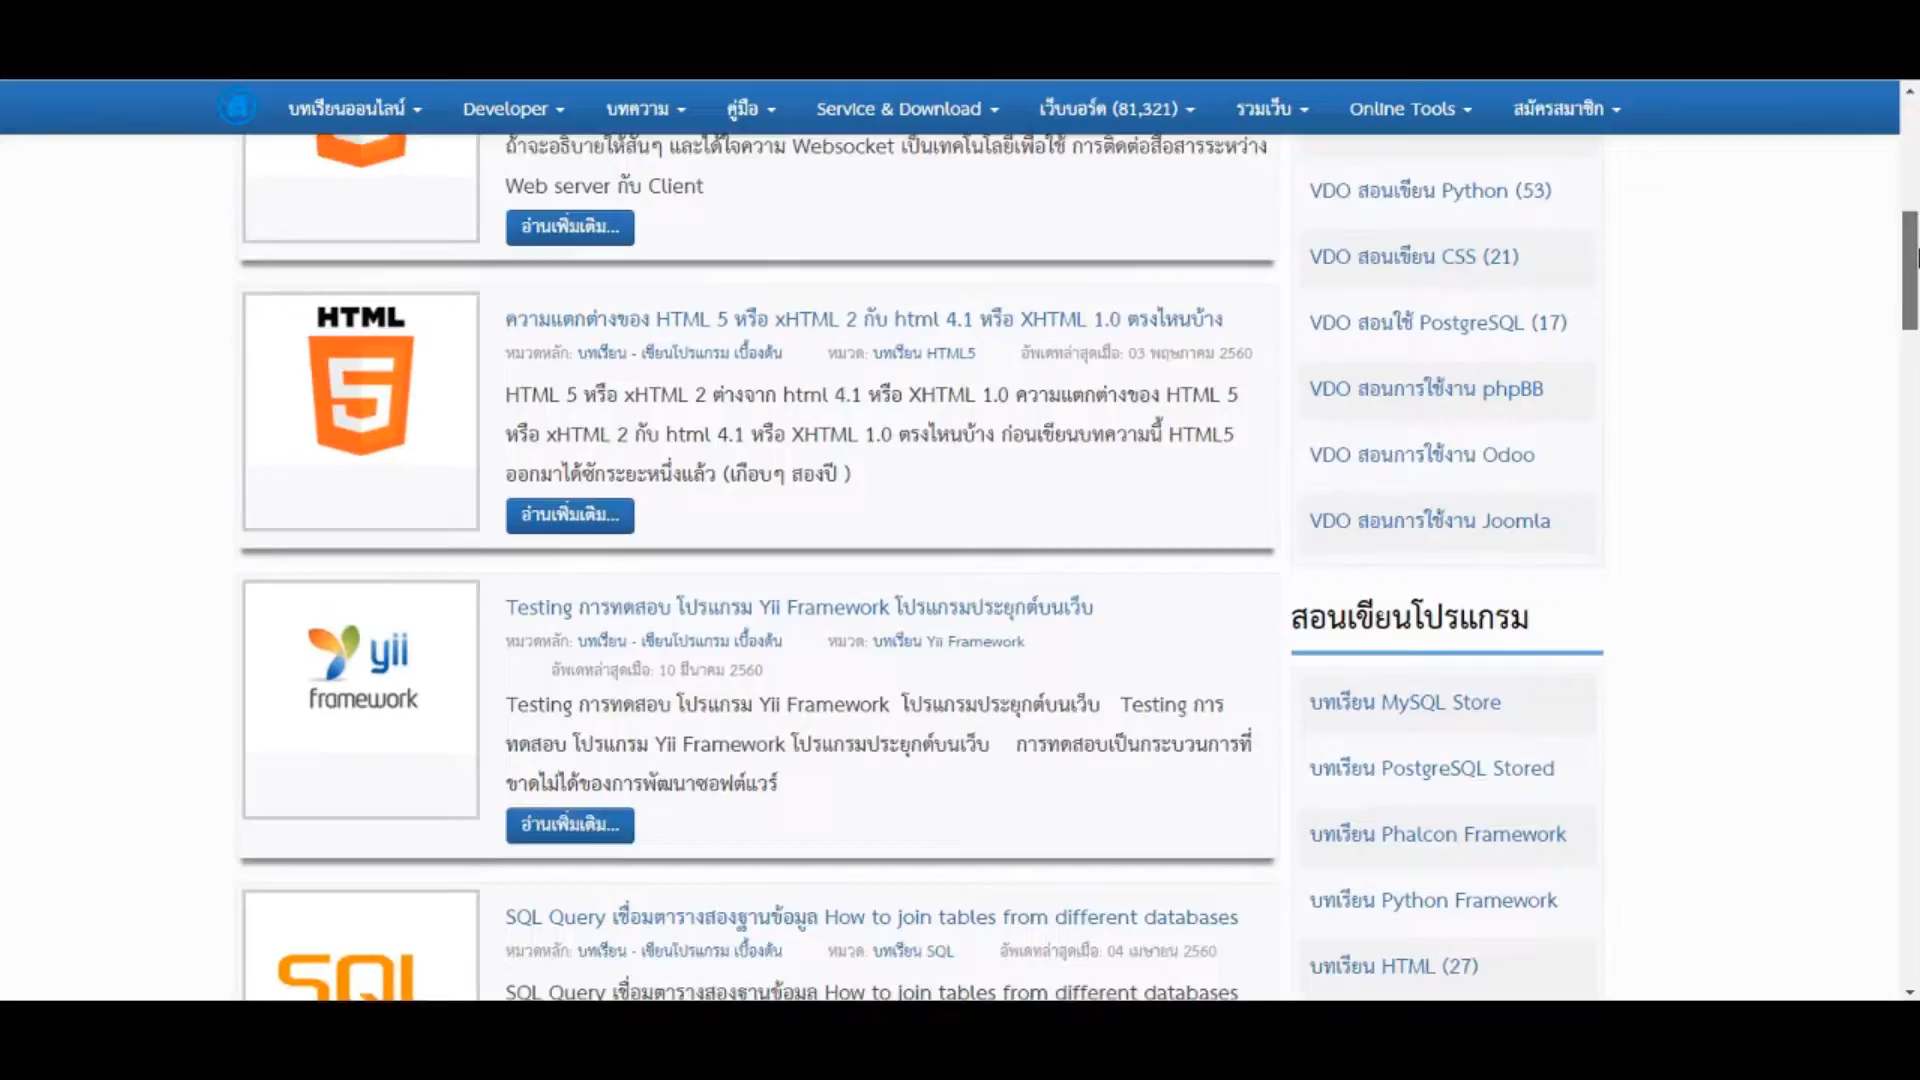 บทเรียนออนไลน์ Developer บทความ คู่มือ Service & Download เว็บบอร์ด (81,321) รวมเว็บ Online Tools สมัครสมาชิก
ถ้าจะอธิบายให้สั้นๆ และได้ใจความ Websocket เป็นเทคโนโลยีเพื่อใช้ การติดต่อสื่อสารระหว่าง
Web server กับ Client
อ่านเพิ่มเติม...
HTML
5
ความแตกต่างของ HTML 5 หรือ xHTML 2 กับ html 4.1 หรือ XHTML 1.0 ตรงไหนบ้าง
หมวดหลัก: บทเรียน - เขียนโปรแกรม เบื้องต้น หมวด: บทเรียน HTML5 อัพเดทล่าสุดเมื่อ: 03 พฤษภาคม 2560
HTML 5 หรือ xHTML 2 ต่างจาก html 4.1 หรือ XHTML 1.0 ความแตกต่างของ HTML 5
หรือ xHTML 2 กับ html 4.1 หรือ XHTML 1.0 ตรงไหนบ้าง ก่อนเขียนบทความนี้ HTML5
ออกมาได้ซักระยะหนึ่งแล้ว (เกือบๆ สองปี )
อ่านเพิ่มเติม...
yii
framework
Testing การทดสอบ โปรแกรม Yii Framework โปรแกรมประยุกต์บนเว็บ
หมวดหลัก: บทเรียน - เขียนโปรแกรม เบื้องต้น หมวด: บทเรียน Yii Framework
อัพเดทล่าสุดเมื่อ: 10 มีนาคม 2560
Testing การทดสอบ โปรแกรม Yii Framework โปรแกรมประยุกต์บนเว็บ Testing การ
ทดสอบ โปรแกรม Yii Framework โปรแกรมประยุกต์บนเว็บ การทดสอบเป็นกระบวนการที่
ขาดไม่ได้ของการพัฒนาซอฟต์แวร์
อ่านเพิ่มเติม...
SQL
SQL Query เชื่อมตารางสองฐานข้อมูล How to join tables from different databases
หมวดหลัก: บทเรียน - เขียนโปรแกรม เบื้องต้น หมวด: บทเรียน SQL อัพเดทล่าสุดเมื่อ: 04 เมษายน 2560
SQL Query เชื่อมตารางสองฐานข้อมูล How to join tables from different databases
VDO สอนเขียน Python (53)
VDO สอนเขียน CSS (21)
VDO สอนใช้ PostgreSQL (17)
VDO สอนการใช้งาน phpBB
VDO สอนการใช้งาน Odoo
VDO สอนการใช้งาน Joomla
สอนเขียนโปรแกรม
บทเรียน MySQL Store
บทเรียน PostgreSQL Stored
บทเรียน Phalcon Framework
บทเรียน Python Framework
บทเรียน HTML (27)